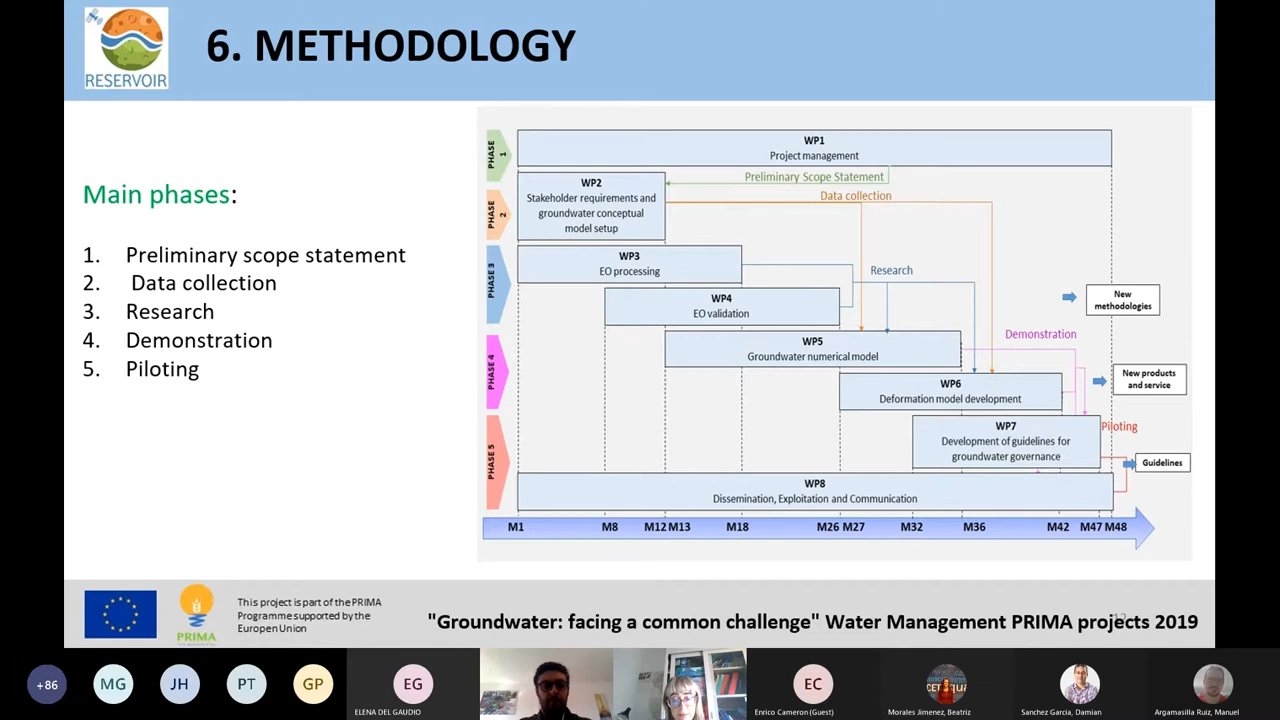 RESERVOIR
6. METHODOLOGY
Main phases:
1. Preliminary scope statement
2. Data collection
3. Research
4. Demonstration
5. Piloting
PHASE 1
PHASE 2
PHASE 3
PHASE 4
PHASE 5
WP1
Project management
Preliminary Scope Statement
WP2
Stakeholder requirements and
groundwater conceptual
model setup
Data collection
WP3
EO processing
Research
WP4
EO validation
New
methodologies
WP5
Groundwater numerical model
Demonstration
WP6
Deformation model development
New products
and service
WP7
Development of guidelines for
groundwater governance
Piloting
Guidelines
WP8
Dissemination, Exploitation and Communication
M1 M8 M12 M13 M18 M26 M27 M32 M36 M42 M47 M48
PRIMA
This project is part of the PRIMA
Programme supported by the
Europen Union
"Groundwater: facing a common challenge" Water Management PRIMA projects 2019
+86
MG
JH
PT
GP
EG
ELENA DEL GAUDIO
EC
Enrico Cameron (Guest)
Morales Jimenez, Beatriz
Sanchez Garcia, Damian
Argamasilla Ruiz, Manuel